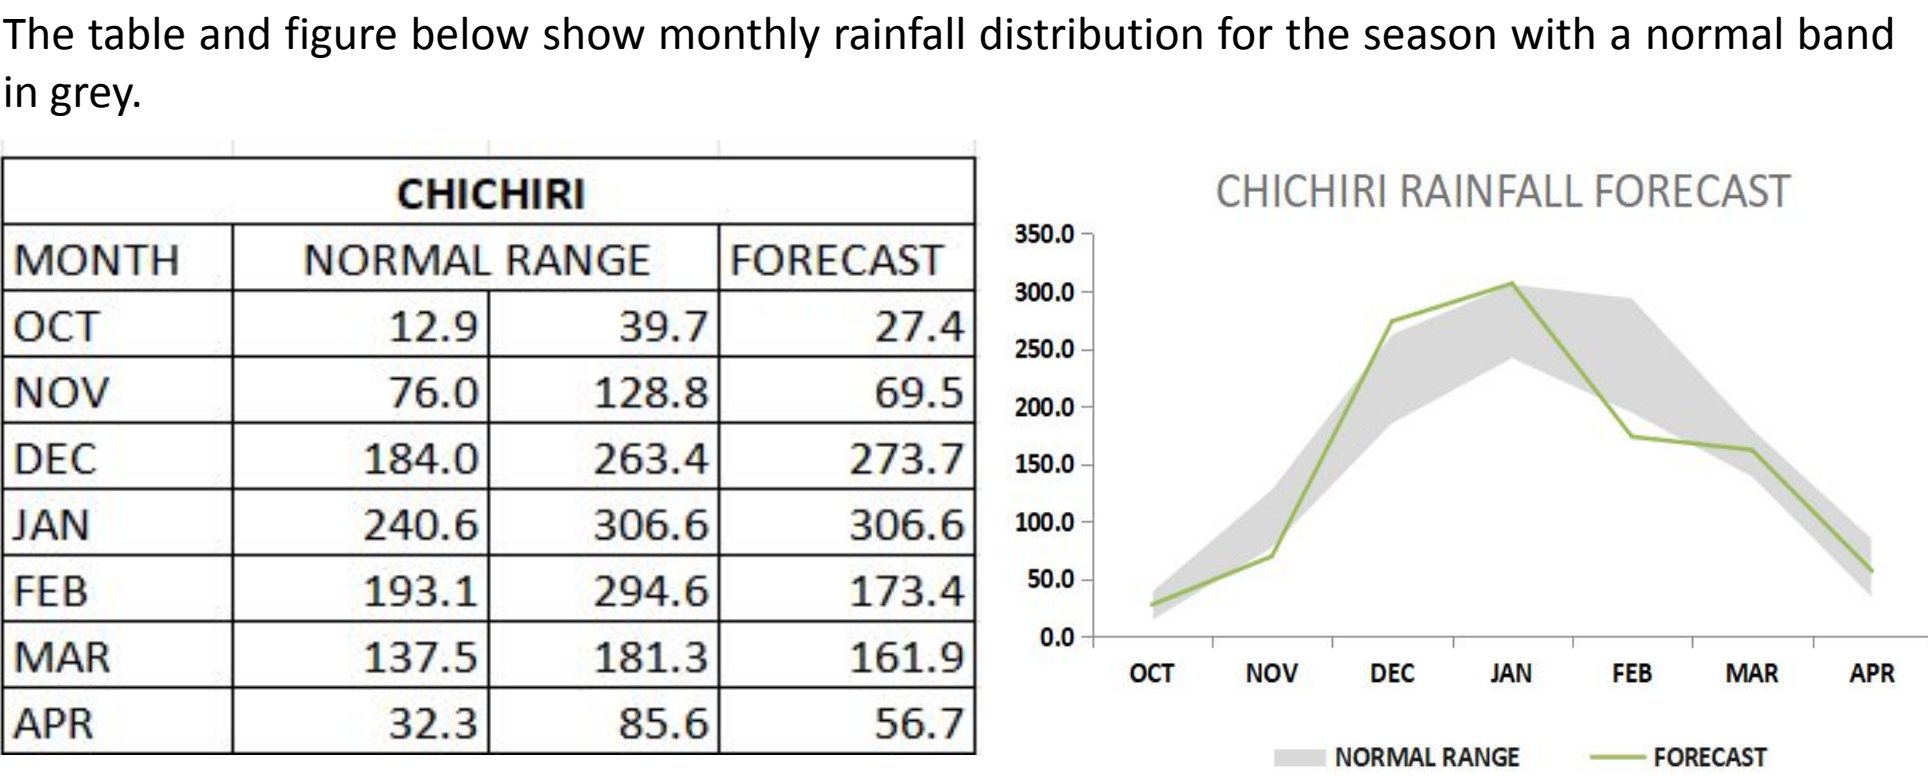 The table and figure below show monthly rainfall distribution for the season with a normal band
in grey.
CHICHIRI
MONTH NORMAL RANGE FORECAST
OCT 12.9 39.7 27.4
NOV 76.0 128.8 69.5
DEC 184.0 263.4 273.7
JAN 240.6 306.6 306.6
FEB 193.1 294.6 173.4
MAR 137.5 181.3 161.9
APR 32.3 85.6 56.7
CHICHIRI RAINFALL FORECAST
350.0
300.0
250.0
200.0
150.0
100.0
50.0
0.0
OCT NOV DEC JAN FEB MAR APR
NORMAL RANGE FORECAST